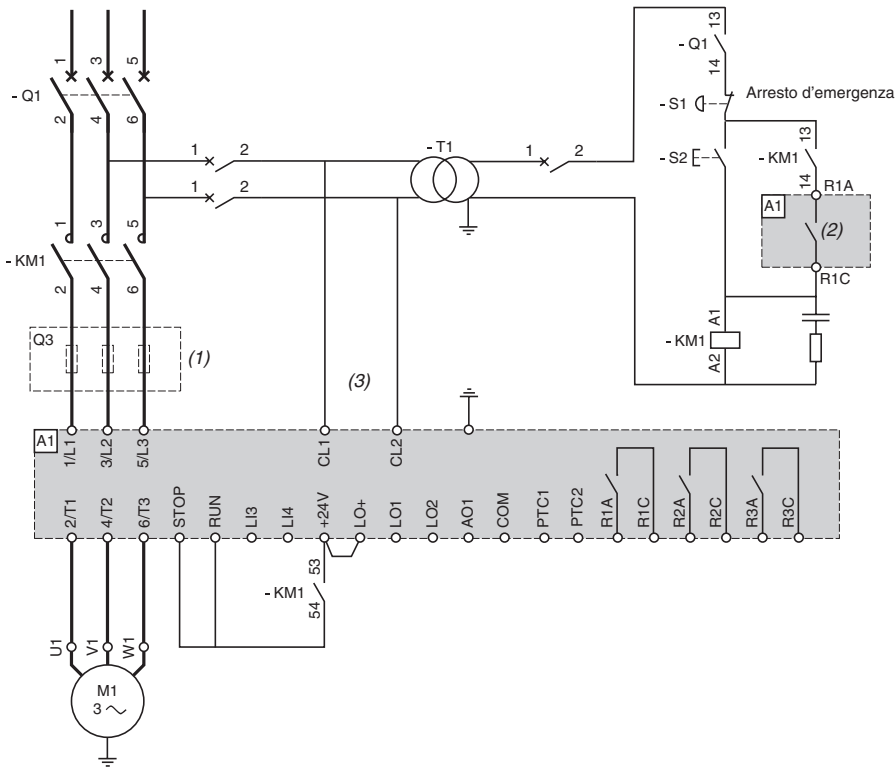 1 3 5
- Q1
2 4 6
1 2
1 2
- T1
1 2
13
- Q1
14
- S1
Arresto d'emergenza
- S2
13
- KM1
14
R1A
A1
(2)
R1C
A1
- KM1
A2
1 3 5
- KM1
2 4 6
Q3
(1)
(3)
A1
1/L1 3/L2 5/L3 CL1 CL2
2/T1 4/T2 6/T3 STOP RUN LI3 LI4 +24V LO+ LO1 LO2 AO1 COM PTC1 PTC2 R1A R1C R2A R2C R3A R3C
53
- KM1
54
U1 V1 W1
M1
3